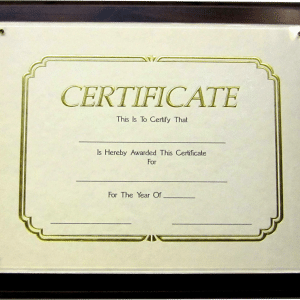 CERTIFICATE
This Is To Certify That
Is Hereby Awarded This Certificate
For
For The Year Of